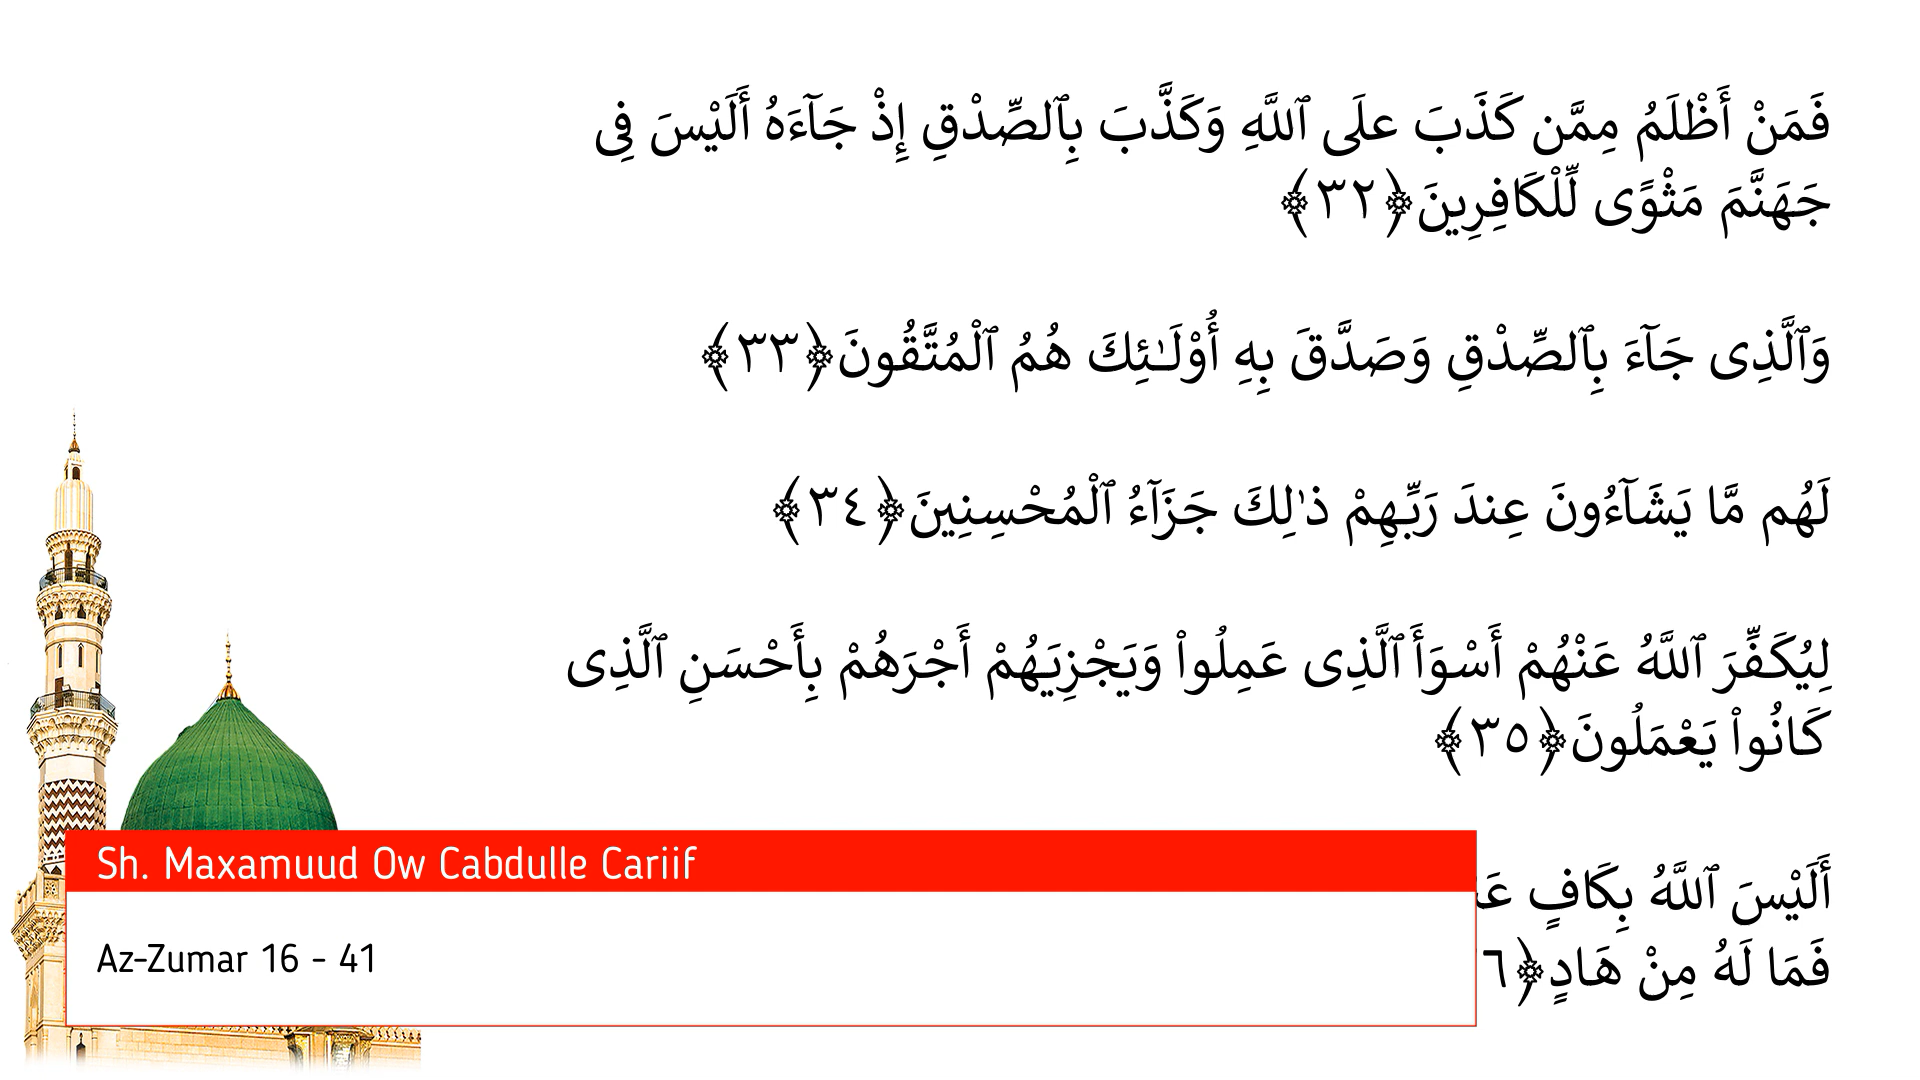 فَمَنْ أَظْلَمُ مِمَّن كَذَبَ علَى ٱللَّهِ وَكَذَّبَ بِٱلصِّدْقِ إِذْ جَآءَهُ أَلَيْسَ فِى
جَهَنَّمَ مَثْوًى لِّلْكَافِرِينَ﴿٣٢﴾
وَٱلَّذِى جَآءَ بِٱلصِّدْقِ وَصَدَّقَ بِهِ أُوْلَـٰئِكَ هُمُ ٱلْمُتَّقُونَ﴿٣٣﴾
لَهُم مَّا يَشَآءُونَ عِندَ رَبِّهِمْ ذٰلِكَ جَزَآءُ ٱلْمُحْسِنِينَ﴿٣٤﴾
لِيُكَـفِّرَ ٱللَّهُ عَنْهُمْ أَسْوَأَ ٱلَّذِى عَمِلُواْ وَيَجْزِيَهُمْ أَجْرَهُمْ بِأَحْسَنِ ٱلَّذِى
كَانُواْ يَعْمَلُونَ﴿٣٥﴾
أَلَيْسَ ٱللَّهُ بِكَافٍ
فَمَا لَهُ مِنْ هَادٍ
Sh. Maxamuud Ow Cabdulle Cariif
Az-Zumar 16 - 41